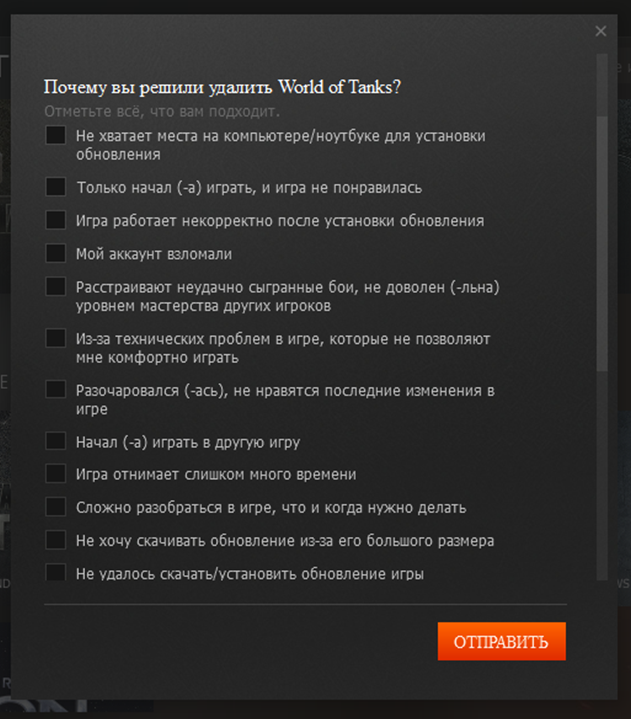 Почему вы решили удалить World of Tanks?
Отметьте всё, что вам подходит.
Не хватает места на компьютере/ноутбуке для установки
обновления
Только начал (-а) играть, и игра не понравилась
Игра работает некорректно после установки обновления
Мой аккаунт взломали
Расстраивают неудачно сыгранные бои, не доволен (-льна)
уровнем мастерства других игроков
Из-за технических проблем в игре, которые не позволяют
мне комфортно играть
Разочаровался (-ась), не нравятся последние изменения в
игре
Начал (-а) играть в другую игру
Игра отнимает слишком много времени
Сложно разобраться в игре, что и когда нужно делать
Не хочу скачивать обновление из-за его большого размера
Не удалось скачать/установить обновление игры
ОТПРАВИТЬ